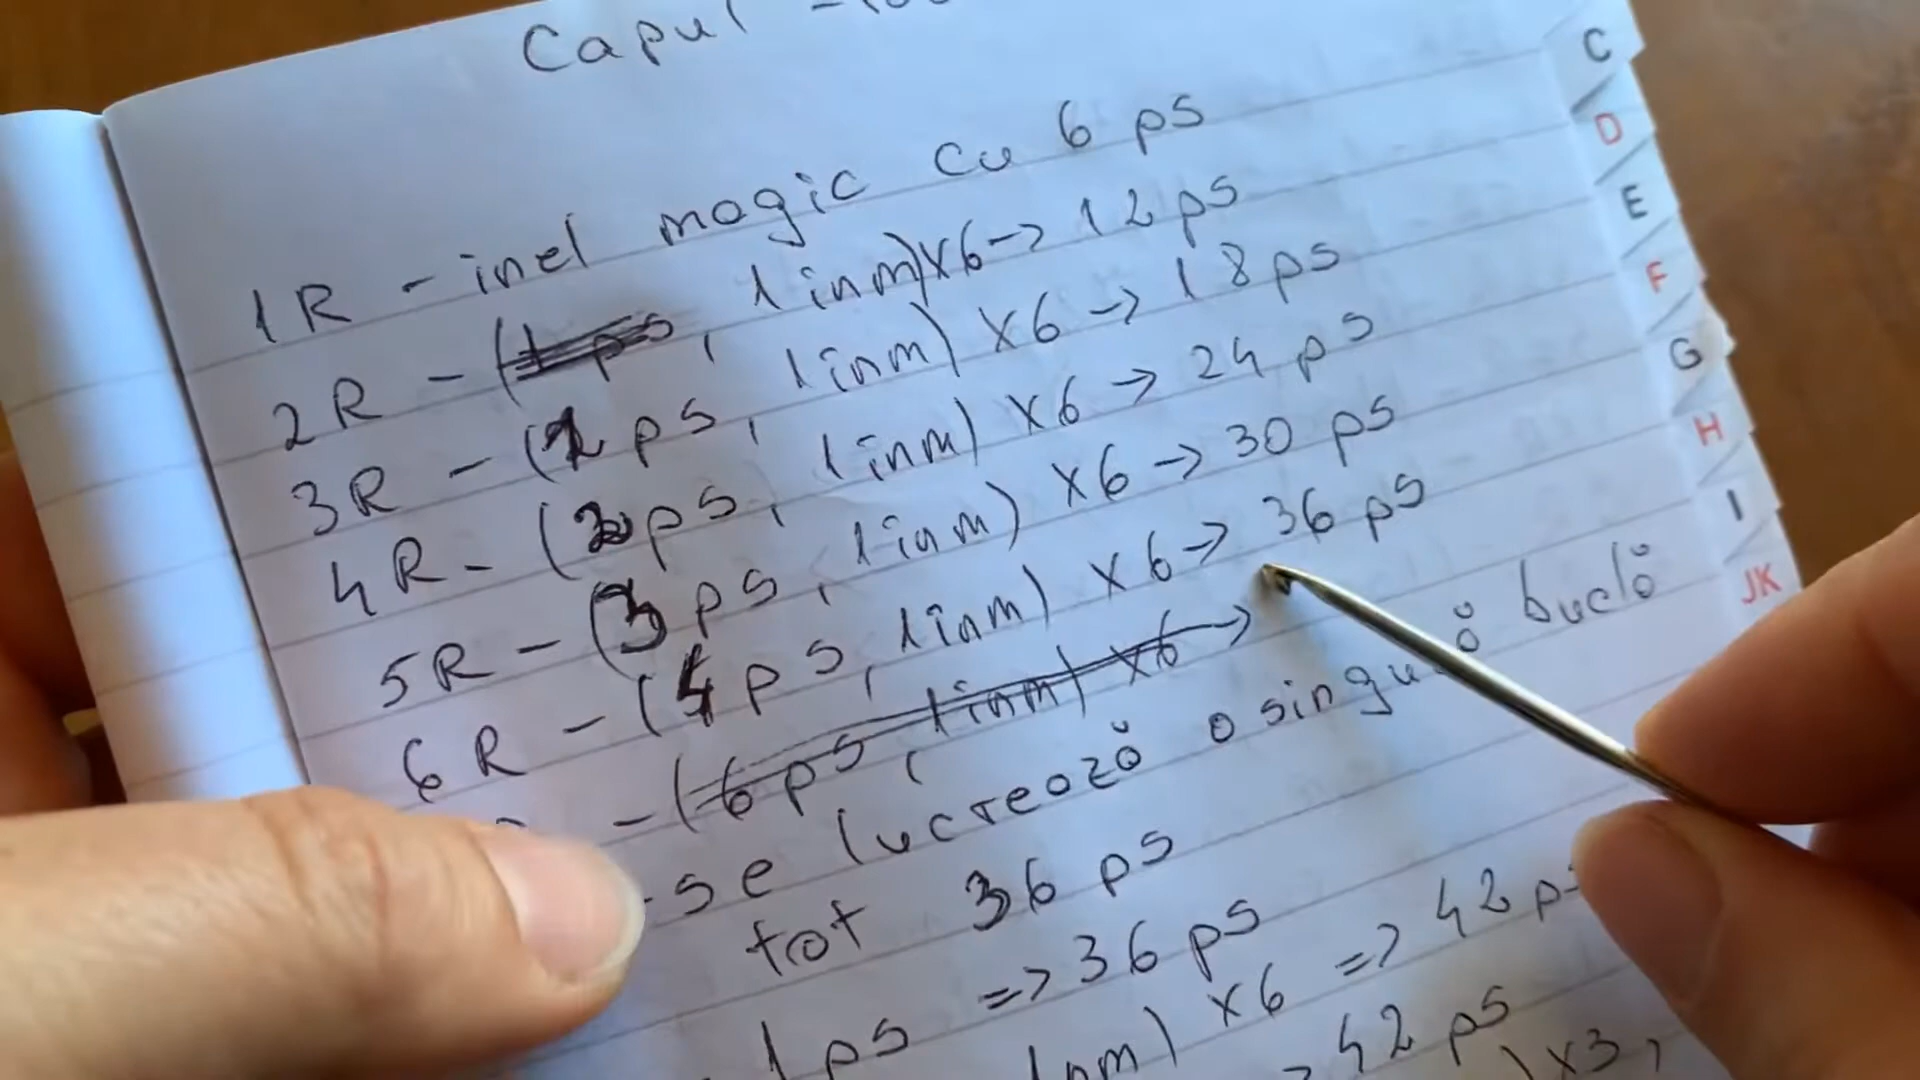 Capul
1R - inel magic cu 6 ps
2R - (1 ps, 1 inm)x6 -> 12 ps
3R - (1 ps, 1 inm) x6 -> 18 ps
4R - (2 ps, 1 inm) x6 -> 24 ps
5R - (3 ps, 1 inm) x6 -> 30 ps
6R - (4 ps, 1 inm) x6 -> 36 ps
- (6 ps, 1 inm) x6 ->
- se lucrează o singură buclă
tot 36 ps
1 ps => 36 ps
inm) x6 => 42 ps
42 ps
) x3,
C
D
E
F
G
H
I
JK